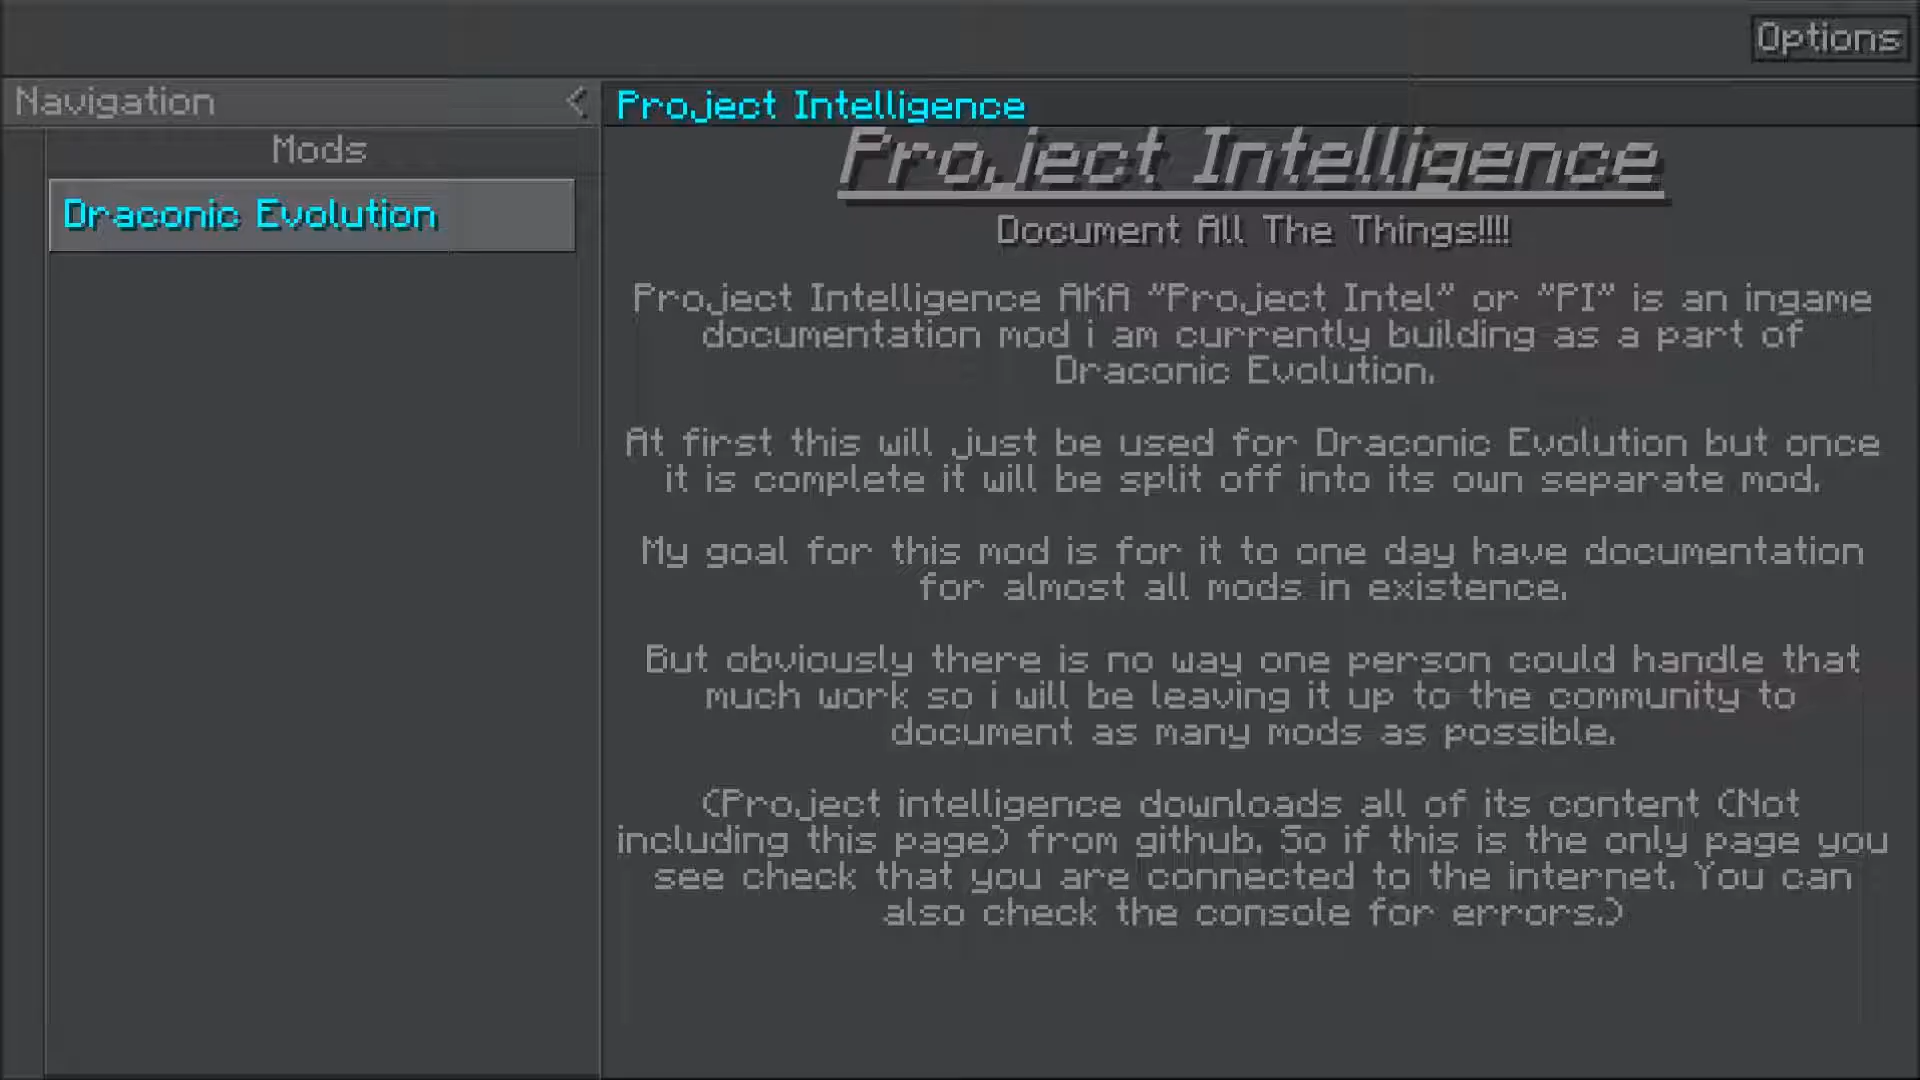 Options
Navigation <
Mods
Draconic Evolution
Project Intelligence
Project Intelligence
Document All The Things!!!!
Project Intelligence AKA "Project Intel" or "PI" is an ingame
documentation mod i am currently building as a part of
Draconic Evolution.
At first this will just be used for Draconic Evolution but once
it is complete it will be split off into its own separate mod.
My goal for this mod is for it to one day have documentation
for almost all mods in existence.
But obviously there is no way one person could handle that
much work so i will be leaving it up to the community to
document as many mods as possible.
(Project intelligence downloads all of its content (Not
including this page) from github. So if this is the only page you
see check that you are connected to the internet. You can
also check the console for errors.)